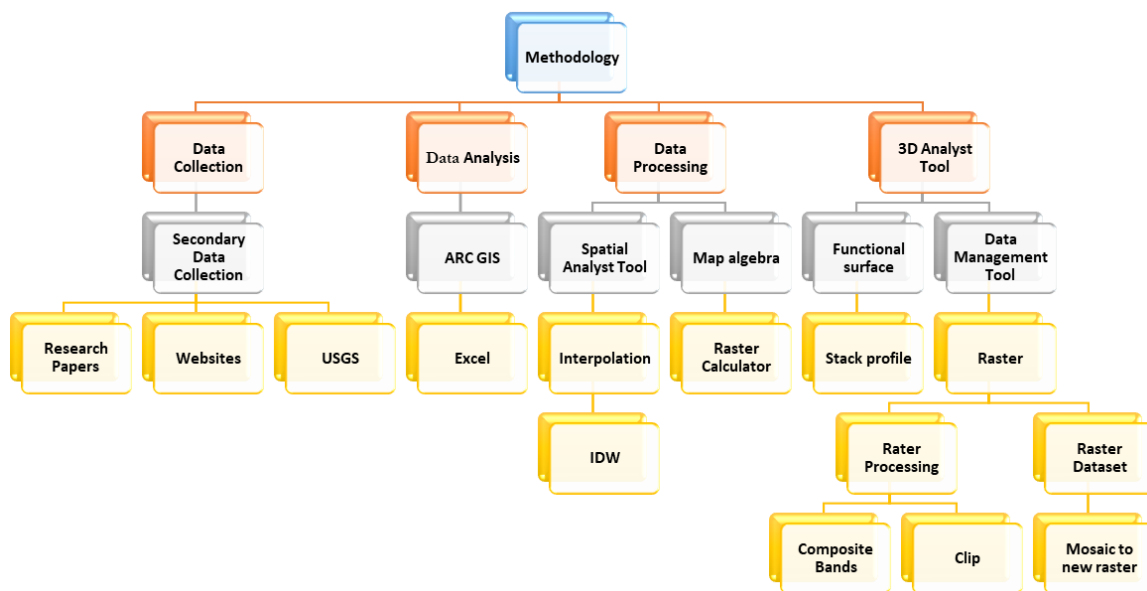 Methodology
Data
Collection
Data Analysis
Data
Processing
3D Analyst
Tool
Secondary
Data
Collection
ARC GIS
Spatial
Analyst Tool
Map algebra
Functional
surface
Data
Management
Tool
Research
Papers
Websites
USGS
Excel
Interpolation
Raster
Calculator
Stack profile
Raster
IDW
Rater
Processing
Raster
Dataset
Composite
Bands
Clip
Mosaic to
new raster